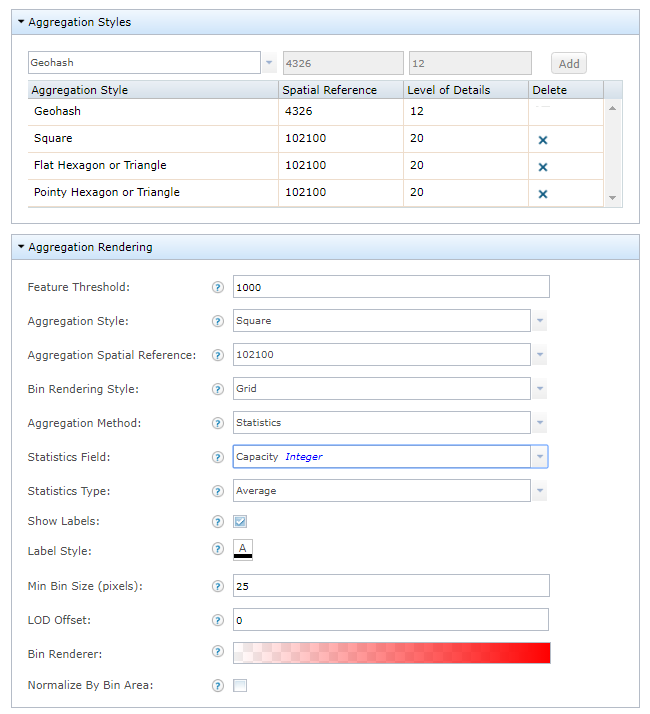 Aggregation Styles
Geohash 4326 12 Add
Aggregation Style Spatial Reference Level of Details Delete
Geohash 4326 12
Square 102100 20
Flat Hexagon or Triangle 102100 20
Pointy Hexagon or Triangle 102100 20
Aggregation Rendering
Feature Threshold: ? 1000
Aggregation Style: ? Square
Aggregation Spatial Reference: ? 102100
Bin Rendering Style: ? Grid
Aggregation Method: ? Statistics
Statistics Field: ? Capacity Integer
Statistics Type: ? Average
Show Labels: ?
Label Style: ? A
Min Bin Size (pixels): ? 25
LOD Offset: ? 0
Bin Renderer: ?
Normalize By Bin Area: ?